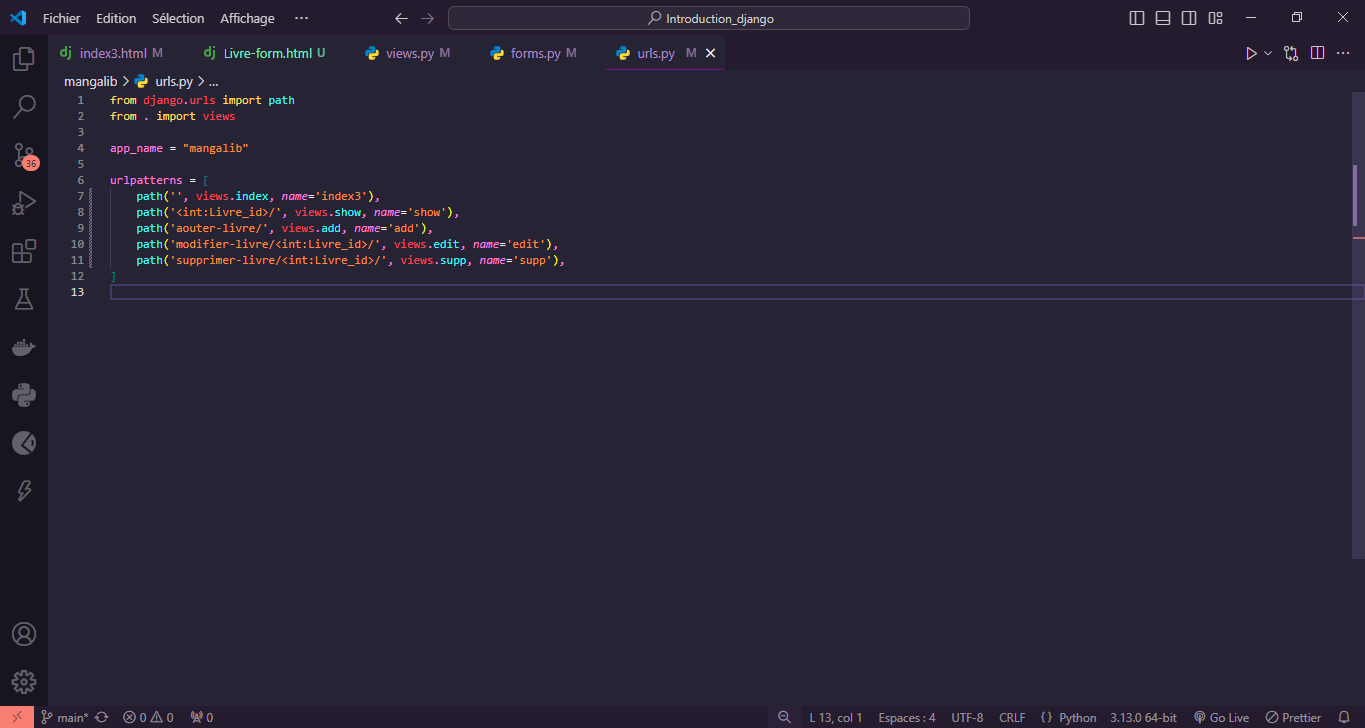 Fichier Edition Sélection Affichage ··· Introduction_django
dj index3.html M dj Livre-form.html U views.py M forms.py M urls.py M
mangalib > urls.py > ...
1 from django.urls import path
2 from . import views
3
4 app_name = "mangalib"
5
6 urlpatterns = [
7 path('', views.index, name='index3'),
8 path('<int:Livre_id>/', views.show, name='show'),
9 path('aouter-livre/', views.add, name='add'),
10 path('modifier-livre/<int:Livre_id>/', views.edit, name='edit'),
11 path('supprimer-livre/<int:Livre_id>/', views.supp, name='supp'),
12 ]
13
36
main* 0 0 0 L 13, col 1 Espaces : 4 UTF-8 CRLF {} Python 3.13.0 64-bit Go Live Prettier